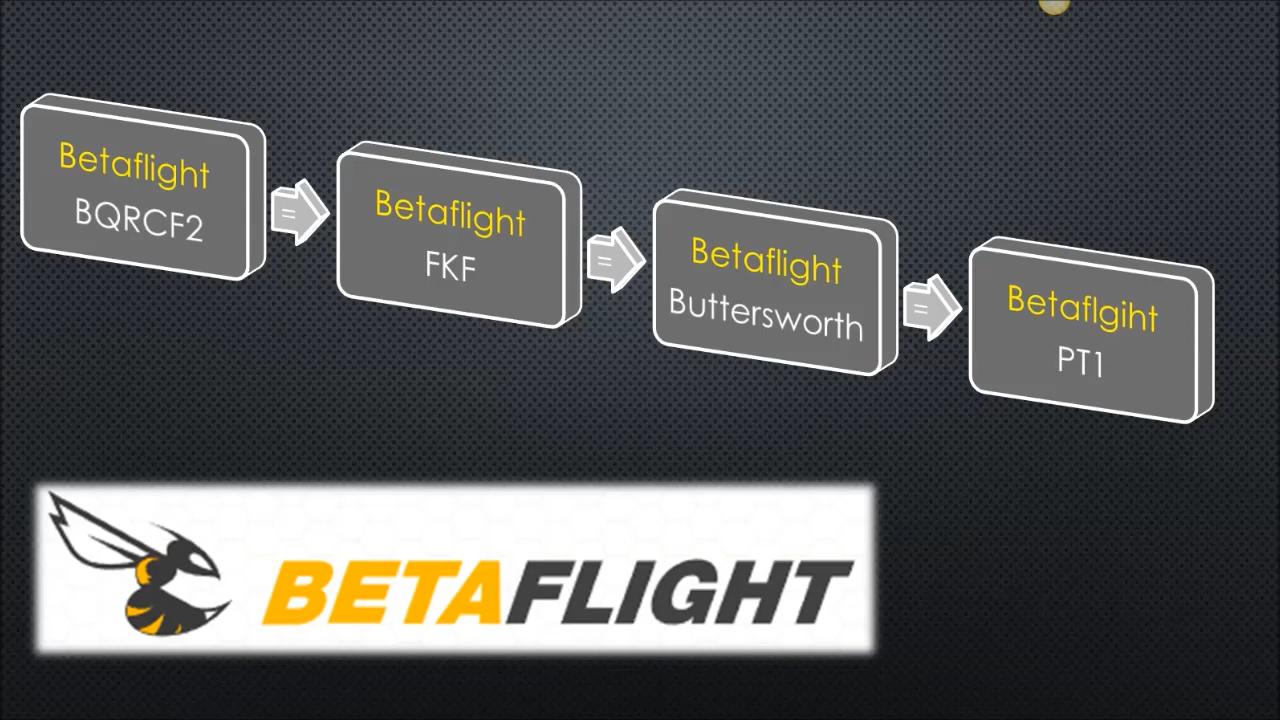 Betaflight
BQRCF2
=
Betaflight
FKF
=
Betaflight
Buttersworth
=
Betaflgiht
PT1
BETAFLIGHT